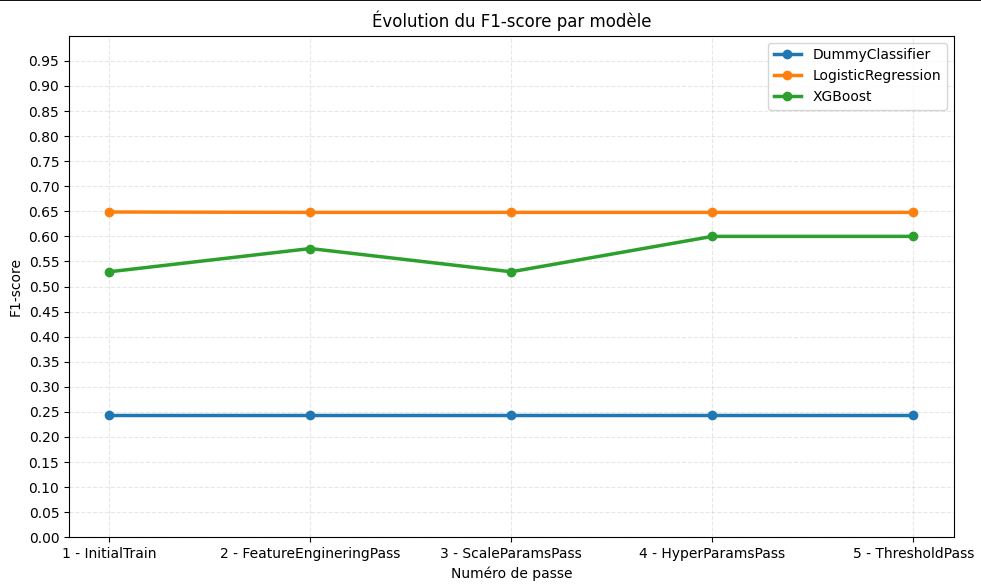 Évolution du F1-score par modèle
DummyClassifier
LogisticRegression
XGBoost
F1-score
0.95
0.90
0.85
0.80
0.75
0.70
0.65
0.60
0.55
0.50
0.45
0.40
0.35
0.30
0.25
0.20
0.15
0.10
0.05
0.00
1 - InitialTrain
2 - FeatureEngineringPass
3 - ScaleParamsPass
4 - HyperParamsPass
5 - ThresholdPass
Numéro de passe